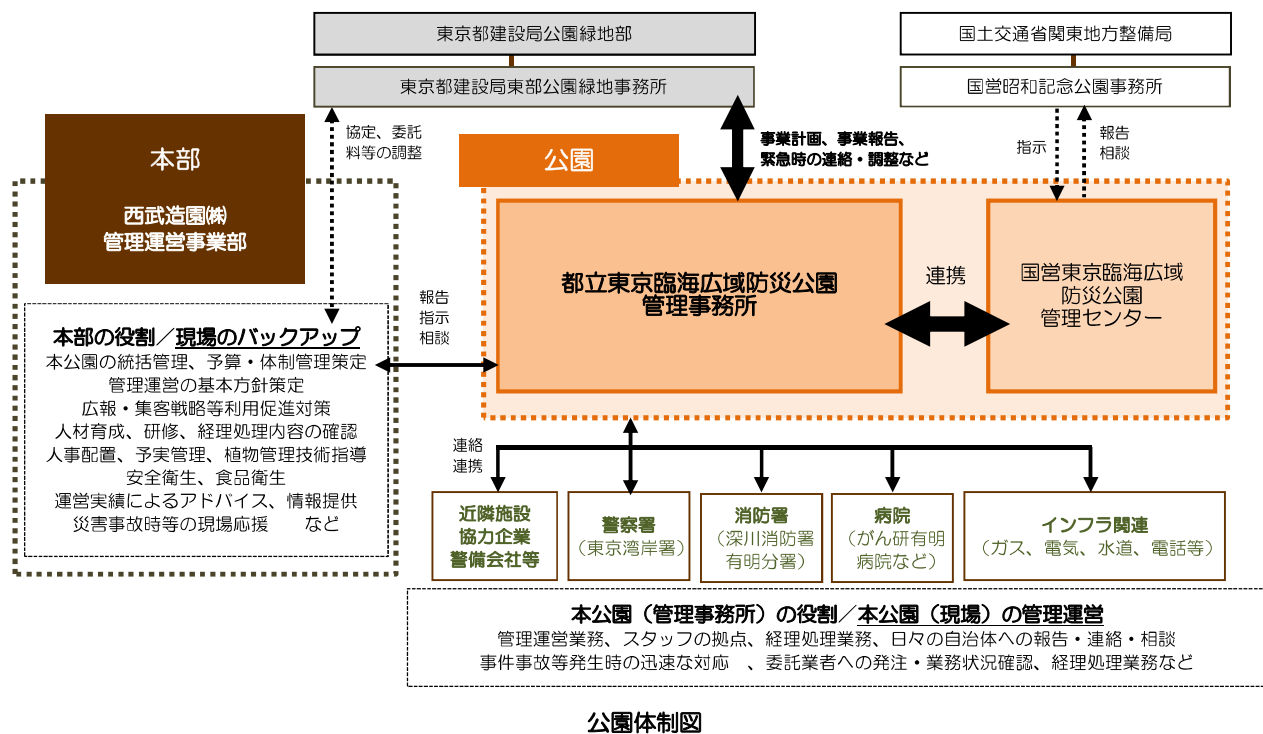 東京都建設局公園緑地部
東京都建設局東部公園緑地事務所
国土交通省関東地方整備局
国営昭和記念公園事務所
協定、委託
料等の調整
事業計画、事業報告、
緊急時の連絡・調整など
指示
報告
相談
本部
西武造園㈱
管理運営事業部
公園
都立東京臨海広域防災公園
管理事務所
連携
国営東京臨海広域
防災公園
管理センター
報告
指示
相談
本部の役割／現場のバックアップ
本公園の統括管理、予算・体制管理策定
管理運営の基本方針策定
広報・集客戦略等利用促進対策
人材育成、研修、経理処理内容の確認
人事配置、予実管理、植物管理技術指導
安全衛生、食品衛生
運営実績によるアドバイス、情報提供
災害事故時等の現場応援　など
連絡
連携
近隣施設
協力企業
警備会社等
警察署
（東京湾岸署）
消防署
（深川消防署
有明分署）
病院
（がん研有明
病院など）
インフラ関連
（ガス、電気、水道、電話等）
本公園（管理事務所）の役割／本公園（現場）の管理運営
管理運営業務、スタッフの拠点、経理処理業務、日々の自治体への報告・連絡・相談
事件事故等発生時の迅速な対応　、委託業者への発注・業務状況確認、経理処理業務など
公園体制図